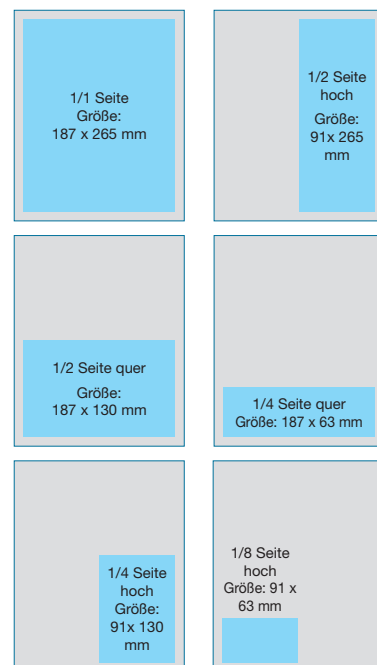 1/1 Seite
Größe:
187 x 265 mm
1/2 Seite
hoch
Größe:
91x 265
mm
1/2 Seite quer
Größe:
187 x 130 mm
1/4 Seite quer
Größe: 187 x 63 mm
1/4 Seite
hoch
Größe:
91x 130
mm
1/8 Seite
hoch
Größe: 91 x
63 mm